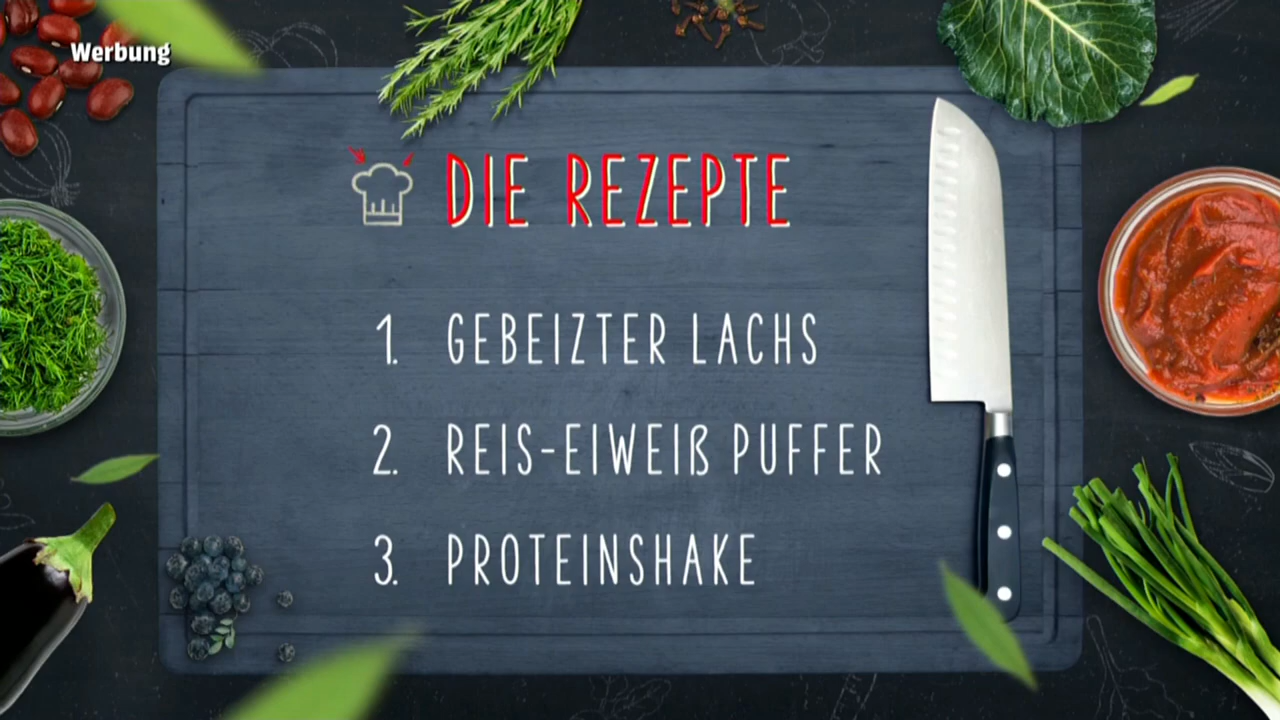 Werbung
DIE REZEPTE
1. GEBEIZTER LACHS
2. REIS-EIWEIß PUFFER
3. PROTEINSHAKE